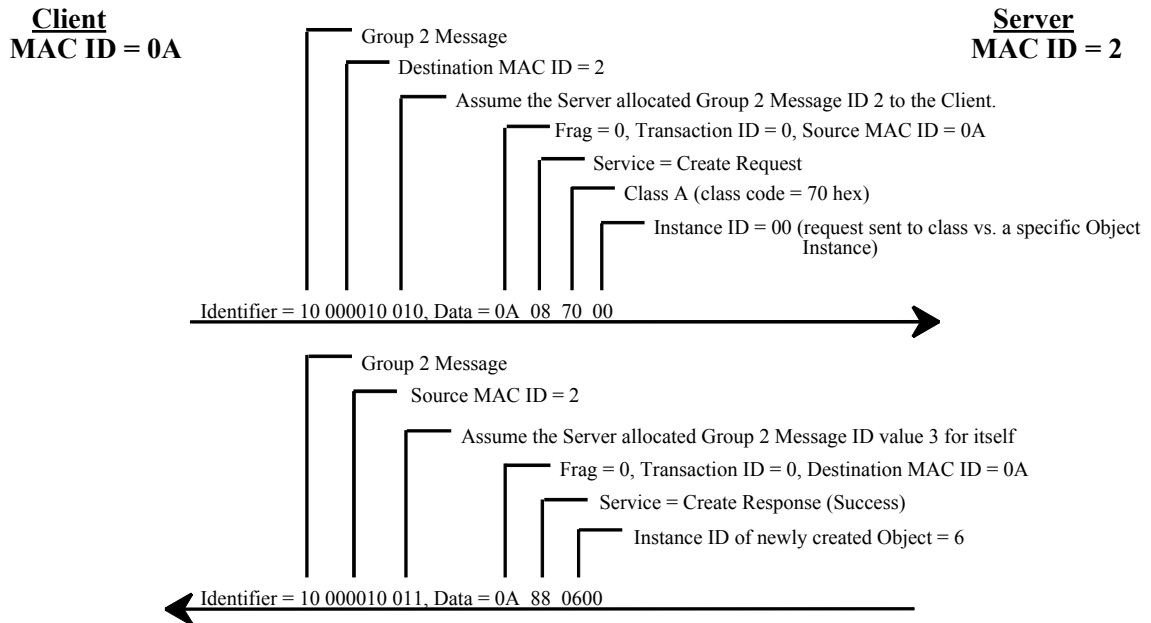 Client
MAC ID = 0A
Server
MAC ID = 2
Group 2 Message
Destination MAC ID = 2
Assume the Server allocated Group 2 Message ID 2 to the Client.
Frag = 0, Transaction ID = 0, Source MAC ID = 0A
Service = Create Request
Class A (class code = 70 hex)
Instance ID = 00 (request sent to class vs. a specific Object
Instance)
Identifier = 10 000010 010, Data = 0A 08 70 00
Group 2 Message
Source MAC ID = 2
Assume the Server allocated Group 2 Message ID value 3 for itself
Frag = 0, Transaction ID = 0, Destination MAC ID = 0A
Service = Create Response (Success)
Instance ID of newly created Object = 6
Identifier = 10 000010 011, Data = 0A 88 0600